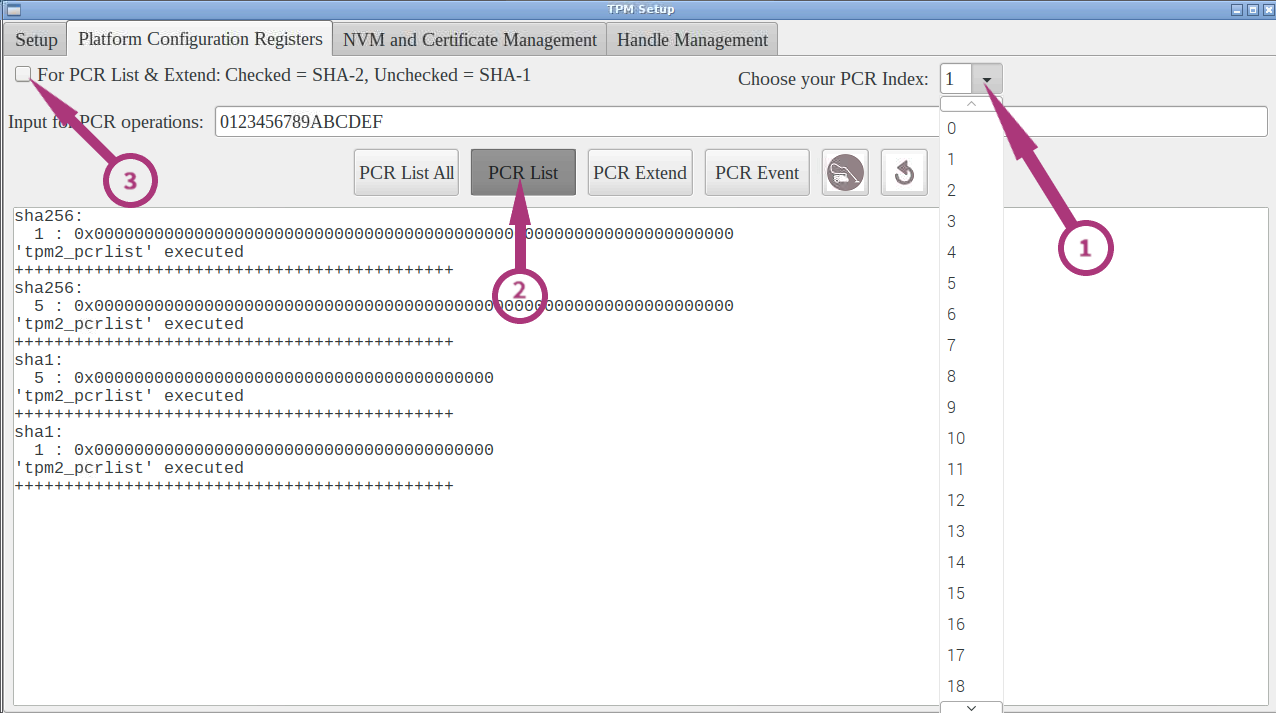 TPM Setup
Setup
Platform Configuration Registers
NVM and Certificate Management
Handle Management
For PCR List & Extend: Checked = SHA-2, Unchecked = SHA-1
Choose your PCR Index:
1
Input for PCR operations:
0123456789ABCDEF
PCR List All
PCR List
PCR Extend
PCR Event
3
1
2
sha256:
1 : 0x0000000000000000000000000000000000000000000000000000000000000000
'tpm2_pcrlist' executed
++++++++++++++++++++++++++++++++++++++++++++
sha256:
5 : 0x0000000000000000000000000000000000000000000000000000000000000000
'tpm2_pcrlist' executed
++++++++++++++++++++++++++++++++++++++++++++
sha1:
5 : 0x0000000000000000000000000000000000000000
'tpm2_pcrlist' executed
++++++++++++++++++++++++++++++++++++++++++++
sha1:
1 : 0x0000000000000000000000000000000000000000
'tpm2_pcrlist' executed
++++++++++++++++++++++++++++++++++++++++++++
0
1
2
3
4
5
6
7
8
9
10
11
12
13
14
15
16
17
18